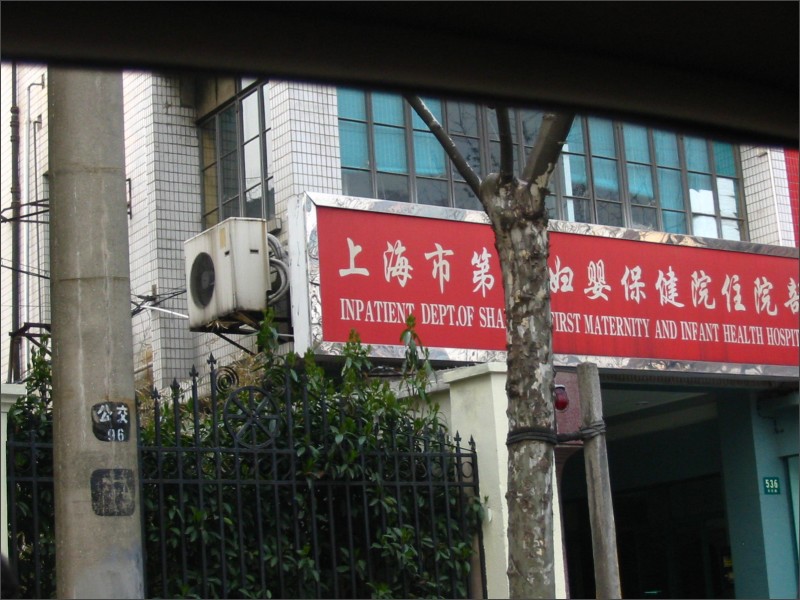 上海市第 妇婴保健院住院部
INPATIENT DEPT.OF SHA FIRST MATERNITY AND INFANT HEALTH HOSPIT
公交
96
536